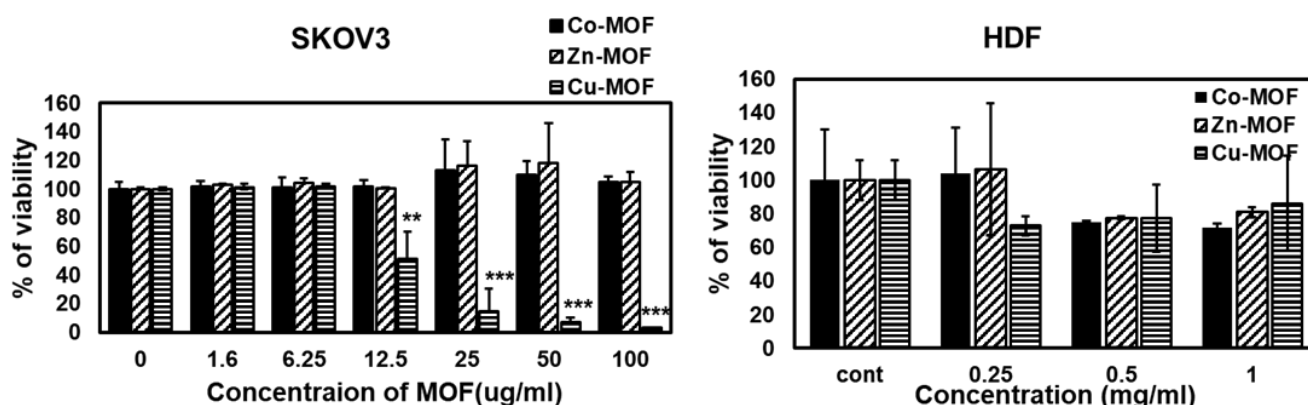 SKOV3
Co-MOF
Zn-MOF
Cu-MOF
% of viability
160
140
120
100
80
60
40
20
0
**
***
***
***
0 1.6 6.25 12.5 25 50 100
Concentraion of MOF(ug/ml)
HDF
Co-MOF
Zn-MOF
Cu-MOF
% of viability
160
140
120
100
80
60
40
20
0
cont 0.25 0.5 1
Concentration (mg/ml)